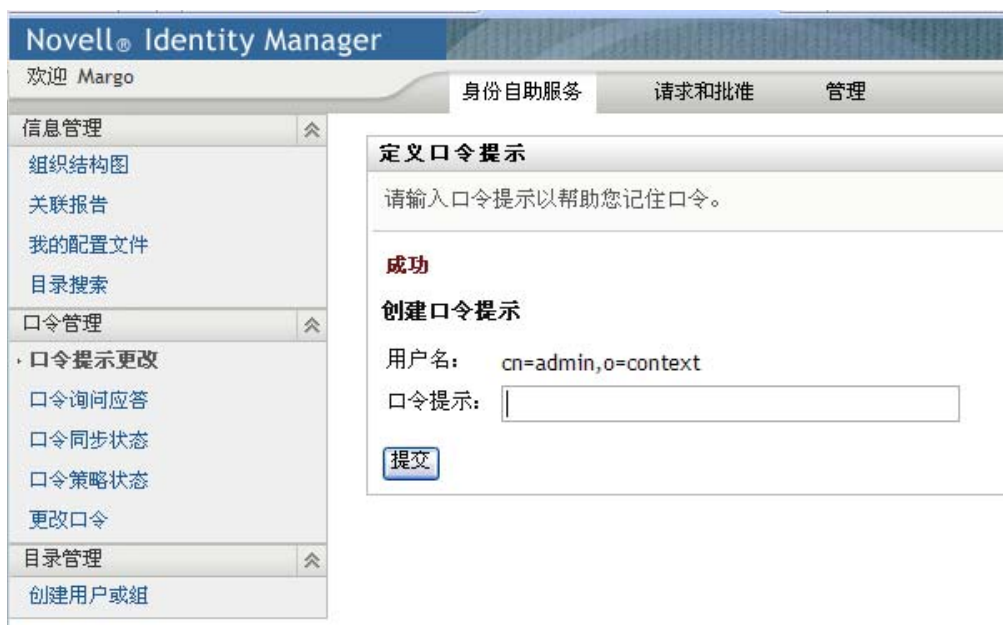 Novell® Identity Manager
欢迎 Margo
身份自助服务 请求和批准 管理
信息管理
组织结构图
关联报告
我的配置文件
目录搜索
口令管理
口令提示更改
口令询问应答
口令同步状态
口令策略状态
更改口令
目录管理
创建用户或组
定义口令提示
请输入口令提示以帮助您记住口令。
成功
创建口令提示
用户名： cn=admin,o=context
口令提示：
提交